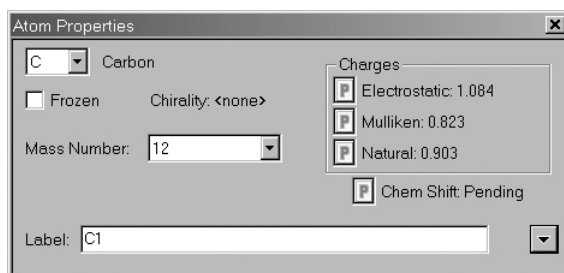 Atom Properties
C Carbon
Frozen Chirality: <none>
Mass Number: 12
Charges
P Electrostatic: 1.084
P Mulliken: 0.823
P Natural: 0.903
P Chem Shift: Pending
Label: C1